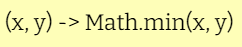 (x, y) -> Math.min(x, y)